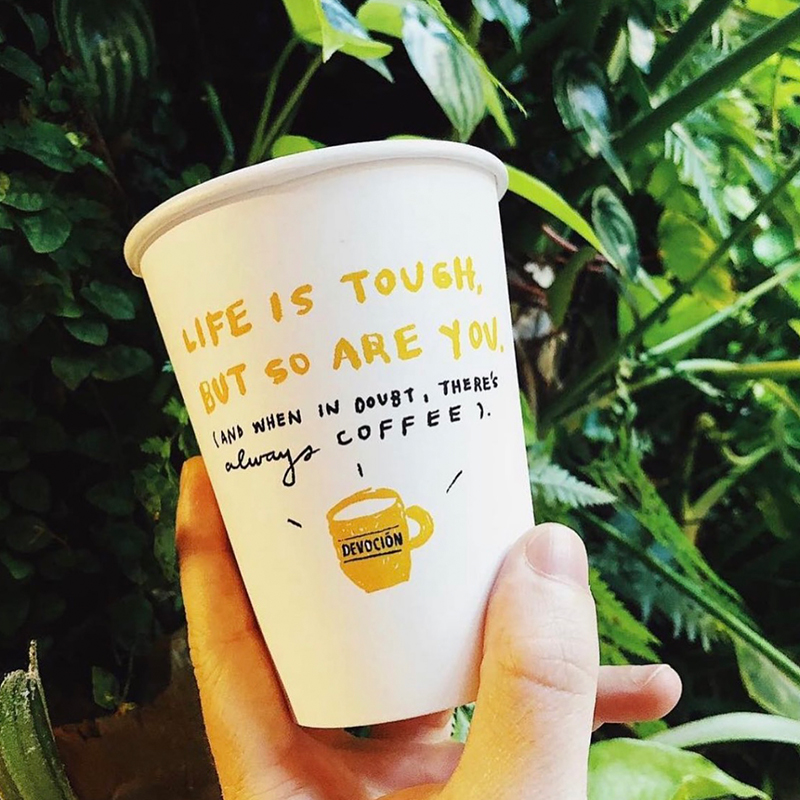 LIFE IS TOUGH,
BUT SO ARE YOU.
(AND WHEN IN DOUBT, THERE'S
always COFFEE).
DEVOCIÓN